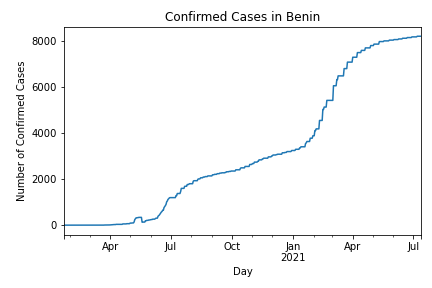 Confirmed Cases in Benin
Number of Confirmed Cases
8000
6000
4000
2000
0
Apr Jul Oct Jan Apr Jul
2021
Day